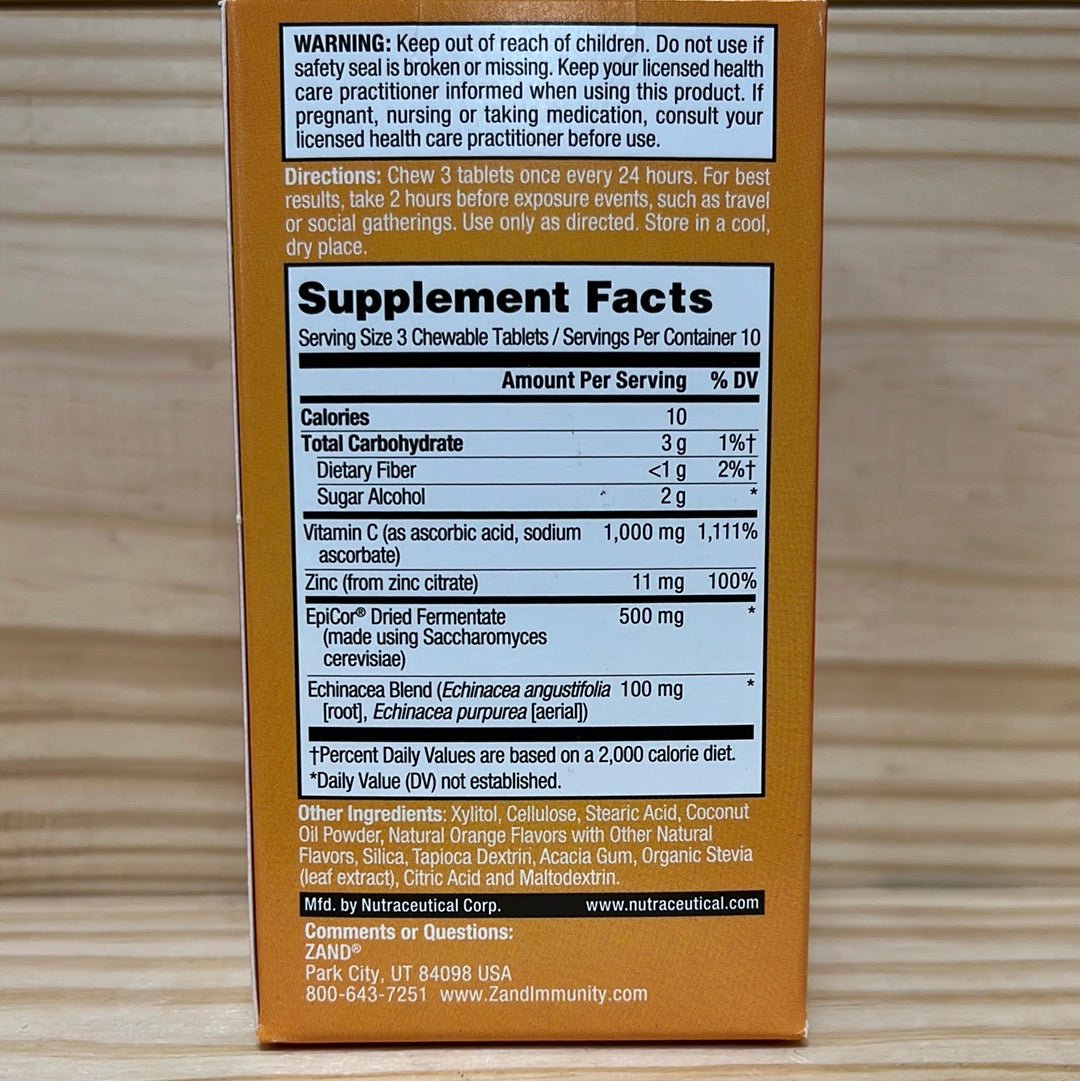 WARNING: Keep out of reach of children. Do not use if
safety seal is broken or missing. Keep your licensed health
care practitioner informed when using this product. If
pregnant, nursing or taking medication, consult your
licensed health care practitioner before use.
Directions: Chew 3 tablets once every 24 hours. For best
results, take 2 hours before exposure events, such as travel
or social gatherings. Use only as directed. Store in a cool,
dry place.
Supplement Facts
Serving Size 3 Chewable Tablets / Servings Per Container 10
Amount Per Serving % DV
Calories 10
Total Carbohydrate 3 g 1%†
Dietary Fiber <1 g 2%†
Sugar Alcohol 2 g *
Vitamin C (as ascorbic acid, sodium 1,000 mg 1,111%
ascorbate)
Zinc (from zinc citrate) 11 mg 100%
EpiCor® Dried Fermentate 500 mg *
(made using Saccharomyces
cerevisiae)
Echinacea Blend (Echinacea angustifolia 100 mg *
[root], Echinacea purpurea [aerial])
†Percent Daily Values are based on a 2,000 calorie diet.
*Daily Value (DV) not established.
Other Ingredients: Xylitol, Cellulose, Stearic Acid, Coconut
Oil Powder, Natural Orange Flavors with Other Natural
Flavors, Silica, Tapioca Dextrin, Acacia Gum, Organic Stevia
(leaf extract), Citric Acid and Maltodextrin.
Mfd. by Nutraceutical Corp. www.nutraceutical.com
Comments or Questions:
ZAND®
Park City, UT 84098 USA
800-643-7251 www.ZandImmunity.com